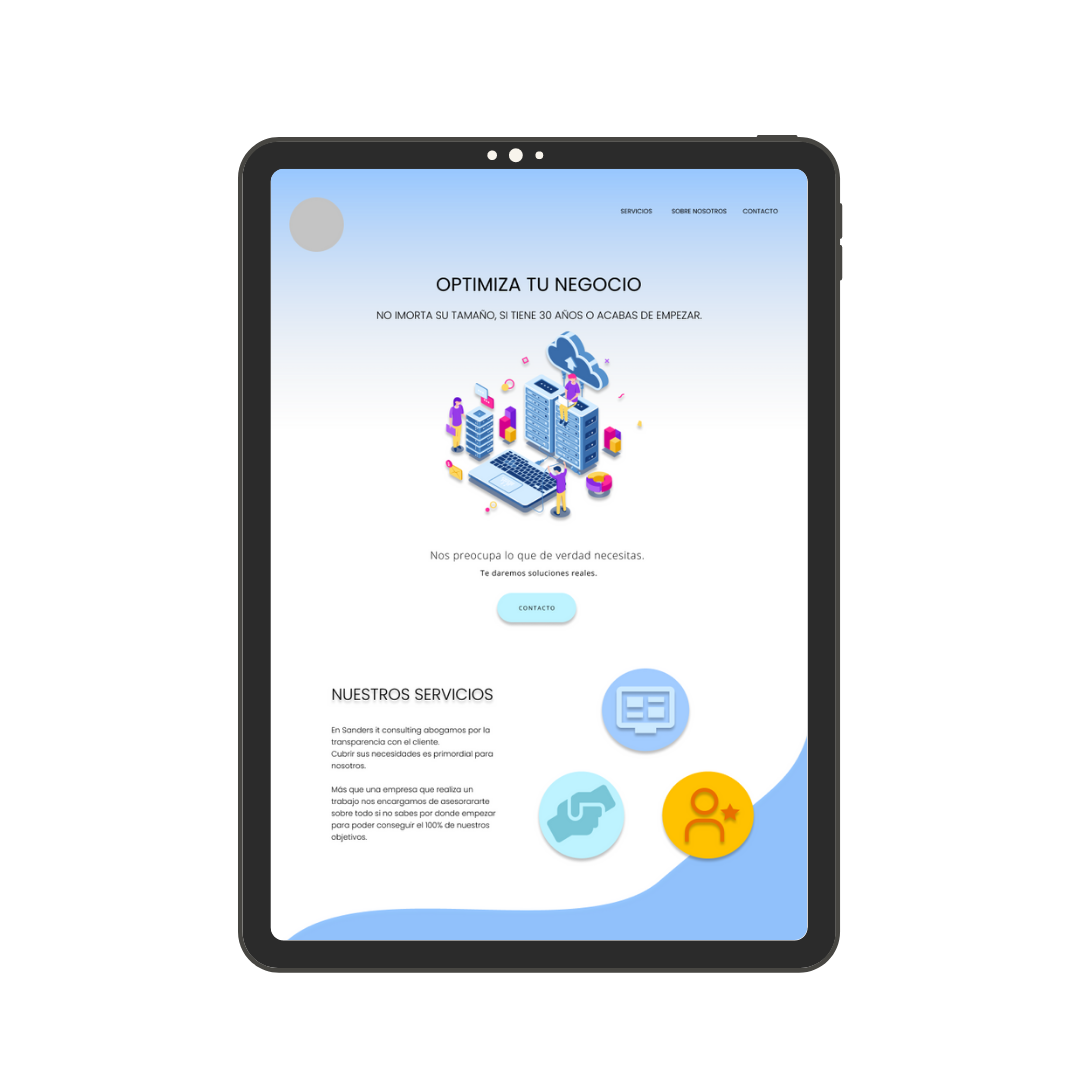 SERVICIOS SOBRE NOSOTROS CONTACTO
OPTIMIZA TU NEGOCIO
NO IMORTA SU TAMAÑO, SI TIENE 30 AÑOS O ACABAS DE EMPEZAR.
Nos preocupa lo que de verdad necesitas.
Te daremos soluciones reales.
CONTACTO
NUESTROS SERVICIOS
En Sanders it consulting abogamos por la
transparencia con el cliente.
Cubrir sus necesidades es primordial para
nosotros.
Más que una empresa que realiza un
trabajo nos encargamos de asesorararte
sobre todo si no sabes por donde empezar
para poder conseguir el 100% de nuestros
objetivos.